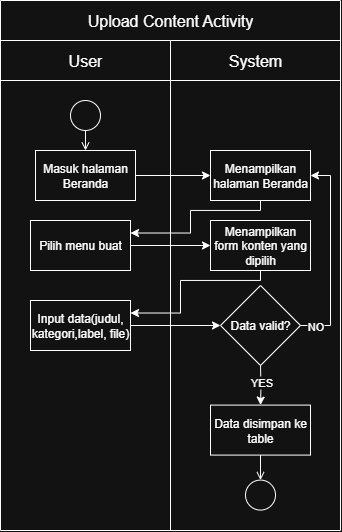 Upload Content Activity
User
System
Masuk halaman
Beranda
Menampilkan
halaman Beranda
Pilih menu buat
Menampilkan
form konten yang
dipilih
Input data(judul,
kategori,label, file)
Data valid?
NO
YES
Data disimpan ke
table